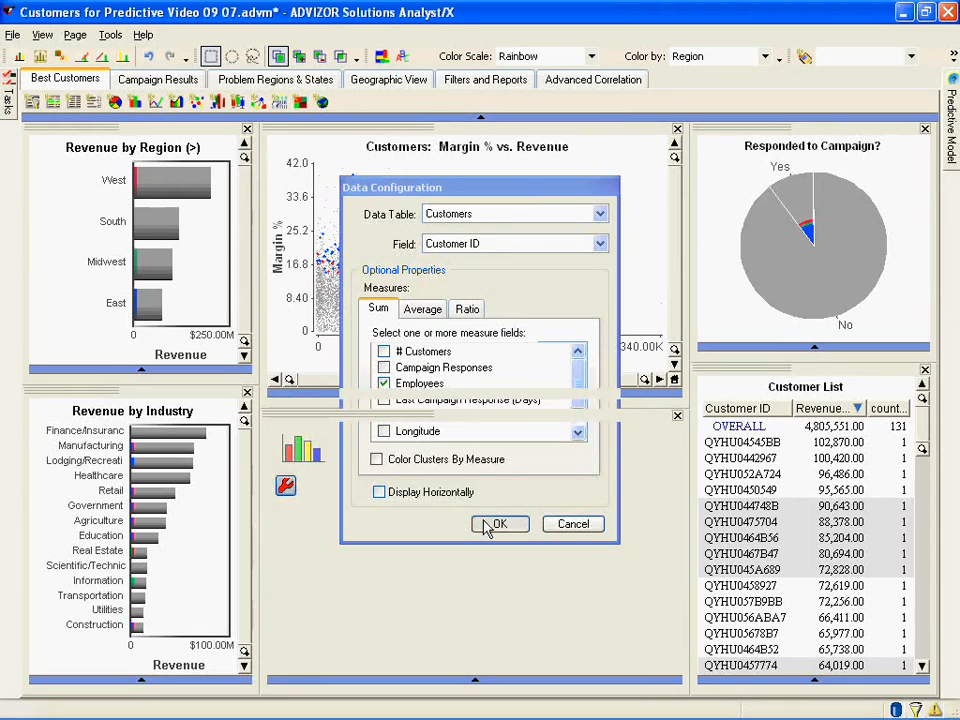 Customers for Predictive Video 09 07.advm* - ADVIZOR Solutions Analyst/X
File View Page Tools Help
Color Scale: Rainbow Color by: Region
Best Customers Campaign Results Problem Regions & States Geographic View Filters and Reports Advanced Correlation
Tasks
Predictive Model
Revenue by Region (>)
West
South
Midwest
East
0 $250.00M
Revenue
Customers: Margin % vs. Revenue
42.0
33.6
25.2
16.8
8.40
0
Margin %
0 340.00K
Data Configuration
Data Table: Customers
Field: Customer ID
Optional Properties
Measures:
Sum Average Ratio
Select one or more measure fields:
# Customers
Campaign Responses
Employees
Last Campaign Response (Days)
Longitude
Color Clusters By Measure
Display Horizontally
OK Cancel
Responded to Campaign?
Yes
No
Revenue by Industry
Finance/Insuranc
Manufacturing
Lodging/Recreati
Healthcare
Retail
Government
Agriculture
Education
Real Estate
Scientific/Technic
Information
Transportation
Utilities
Construction
0 $100.00M
Revenue
Customer List
Customer ID Revenue... count...
OVERALL 4,805,551.00 131
QYHU04545BB 102,870.00 1
QYHU0442967 100,420.00 1
QYHU052A724 96,486.00 1
QYHU0450549 95,565.00 1
QYHU044748B 90,643.00 1
QYHU0475704 88,378.00 1
QYHU0464B56 85,204.00 1
QYHU0467B47 80,694.00 1
QYHU045A689 72,828.00 1
QYHU0458927 72,619.00 1
QYHU057B9BB 72,256.00 1
QYHU056ABA7 66,411.00 1
QYHU05678B7 65,977.00 1
QYHU0464B52 65,738.00 1
QYHU0457774 64,019.00 1